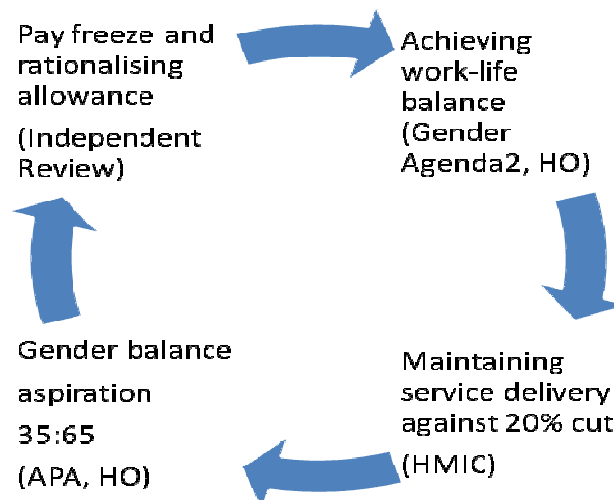 Pay freeze and
rationalising
allowance
(Independent
Review)
Achieving
work-life
balance
(Gender
Agenda2, HO)
Maintaining
service delivery
against 20% cut
(HMIC)
Gender balance
aspiration
35:65
(APA, HO)